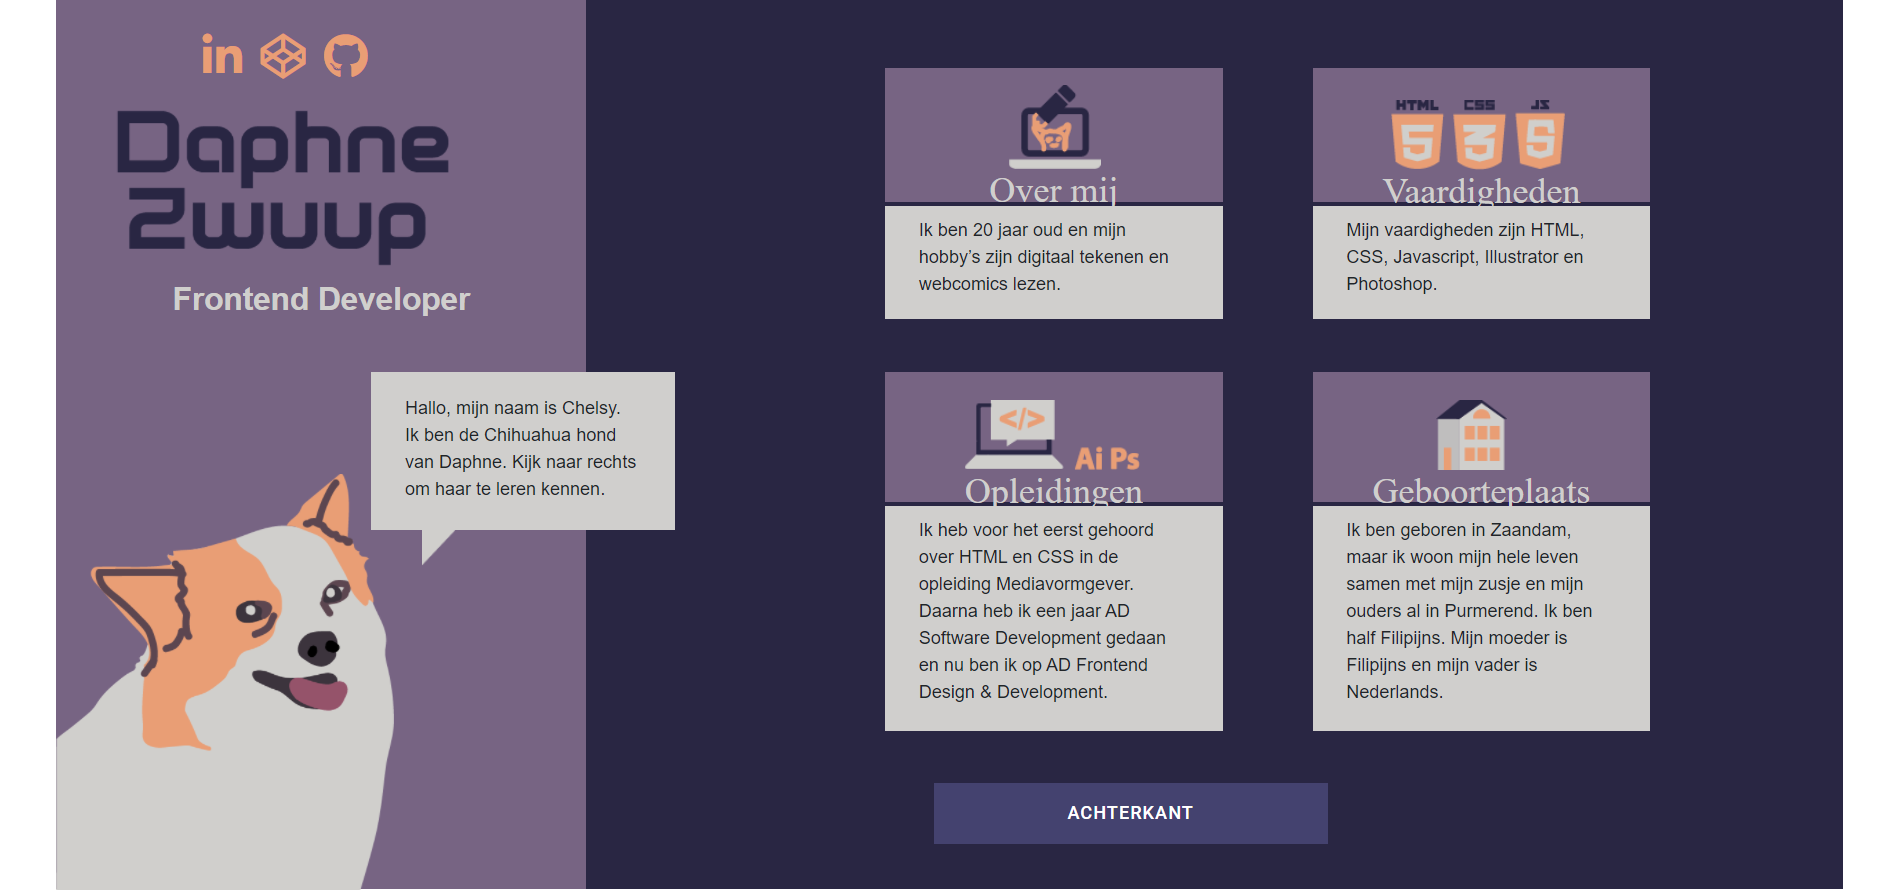 in
Daphne
Zwuup
Frontend Developer
Hallo, mijn naam is Chelsy.
Ik ben de Chihuahua hond
van Daphne. Kijk naar rechts
om haar te leren kennen.
Over mij
Ik ben 20 jaar oud en mijn
hobby’s zijn digitaal tekenen en
webcomics lezen.
HTML CSS JS
5 3 5
Vaardigheden
Mijn vaardigheden zijn HTML,
CSS, Javascript, Illustrator en
Photoshop.
</>
Ai Ps
Opleidingen
Ik heb voor het eerst gehoord
over HTML en CSS in de
opleiding Mediavormgever.
Daarna heb ik een jaar AD
Software Development gedaan
en nu ben ik op AD Frontend
Design & Development.
Geboorteplaats
Ik ben geboren in Zaandam,
maar ik woon mijn hele leven
samen met mijn zusje en mijn
ouders al in Purmerend. Ik ben
half Filipijns. Mijn moeder is
Filipijns en mijn vader is
Nederlands.
ACHTERKANT